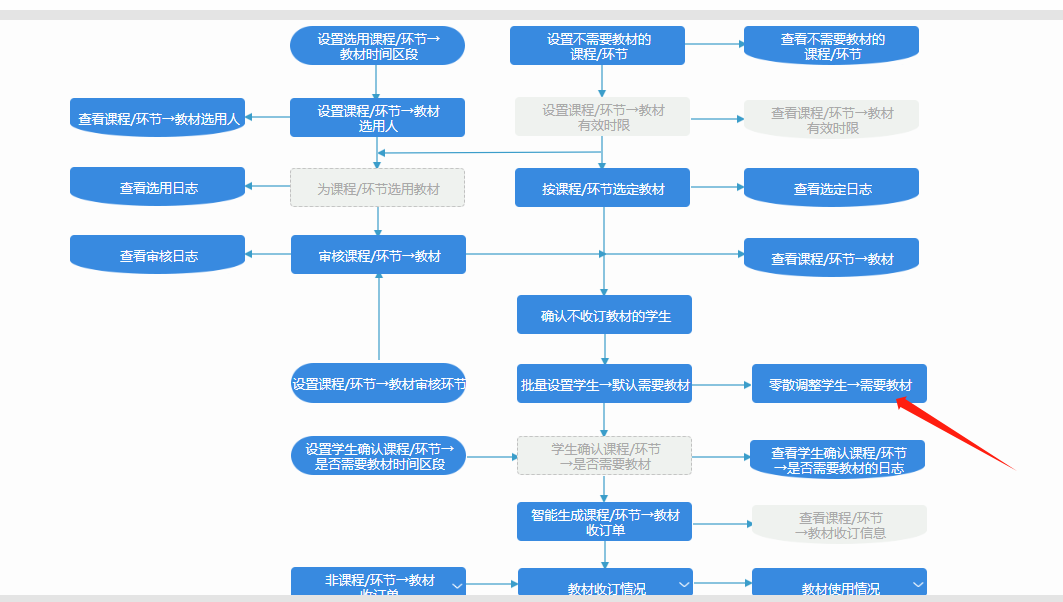 设置选用课程/环节→
教材时间区段
设置不需要教材的
课程/环节
查看不需要教材的
课程/环节
查看课程/环节→教材选用人
设置课程/环节→教材
选用人
设置课程/环节→教材
有效时限
查看课程/环节→教材
有效时限
查看选用日志
为课程/环节选用教材
按课程/环节选定教材
查看选定日志
查看审核日志
审核课程/环节→教材
查看课程/环节→教材
确认不收订教材的学生
设置课程/环节→教材审核环节
批量设置学生→默认需要教材
零散调整学生→需要教材
设置学生确认课程/环节→
是否需要教材时间区段
学生确认课程/环节
→是否需要教材
查看学生确认课程/环节
→是否需要教材的日志
智能生成课程/环节→教材
收订单
查看课程/环节
→教材收订信息
非课程/环节→教材
收订单
教材收订情况
教材使用情况